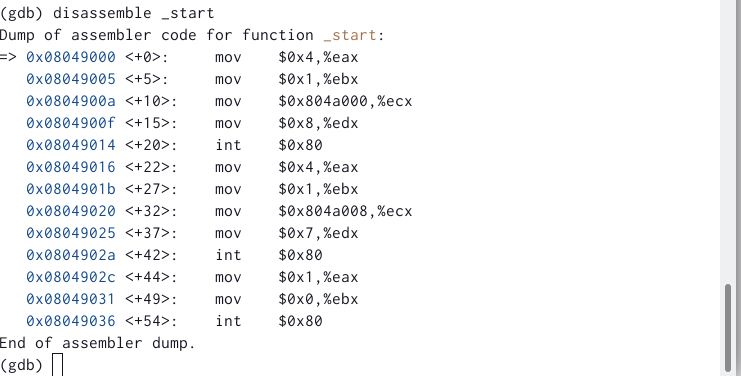 (gdb) disassemble _start
Dump of assembler code for function _start:
=> 0x08049000 <+0>:     mov    $0x4,%eax
   0x08049005 <+5>:     mov    $0x1,%ebx
   0x0804900a <+10>:    mov    $0x804a000,%ecx
   0x0804900f <+15>:    mov    $0x8,%edx
   0x08049014 <+20>:    int    $0x80
   0x08049016 <+22>:    mov    $0x4,%eax
   0x0804901b <+27>:    mov    $0x1,%ebx
   0x08049020 <+32>:    mov    $0x804a008,%ecx
   0x08049025 <+37>:    mov    $0x7,%edx
   0x0804902a <+42>:    int    $0x80
   0x0804902c <+44>:    mov    $0x1,%eax
   0x08049031 <+49>:    mov    $0x0,%ebx
   0x08049036 <+54>:    int    $0x80
End of assembler dump.
(gdb)